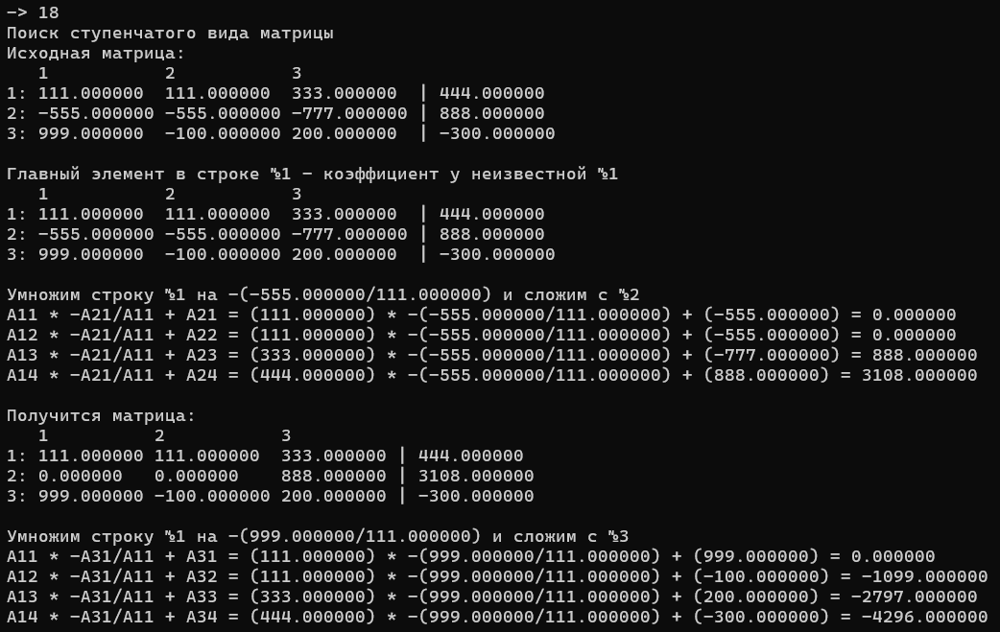 -> 18
Поиск ступенчатого вида матрицы
Исходная матрица:
1 2 3
1: 111.000000 111.000000 333.000000 | 444.000000
2: -555.000000 -555.000000 -777.000000 | 888.000000
3: 999.000000 -100.000000 200.000000 | -300.000000
Главный элемент в строке №1 - коэффициент у неизвестной №1
1 2 3
1: 111.000000 111.000000 333.000000 | 444.000000
2: -555.000000 -555.000000 -777.000000 | 888.000000
3: 999.000000 -100.000000 200.000000 | -300.000000
Умножим строку №1 на -(-555.000000/111.000000) и сложим с №2
A11 * -A21/A11 + A21 = (111.000000) * -(-555.000000/111.000000) + (-555.000000) = 0.000000
A12 * -A21/A11 + A22 = (111.000000) * -(-555.000000/111.000000) + (-555.000000) = 0.000000
A13 * -A21/A11 + A23 = (333.000000) * -(-555.000000/111.000000) + (-777.000000) = 888.000000
A14 * -A21/A11 + A24 = (444.000000) * -(-555.000000/111.000000) + (888.000000) = 3108.000000
Получится матрица:
1 2 3
1: 111.000000 111.000000 333.000000 | 444.000000
2: 0.000000 0.000000 888.000000 | 3108.000000
3: 999.000000 -100.000000 200.000000 | -300.000000
Умножим строку №1 на -(999.000000/111.000000) и сложим с №3
A11 * -A31/A11 + A31 = (111.000000) * -(999.000000/111.000000) + (999.000000) = 0.000000
A12 * -A31/A11 + A32 = (111.000000) * -(999.000000/111.000000) + (-100.000000) = -1099.000000
A13 * -A31/A11 + A33 = (333.000000) * -(999.000000/111.000000) + (200.000000) = -2797.000000
A14 * -A31/A11 + A34 = (444.000000) * -(999.000000/111.000000) + (-300.000000) = -4296.000000